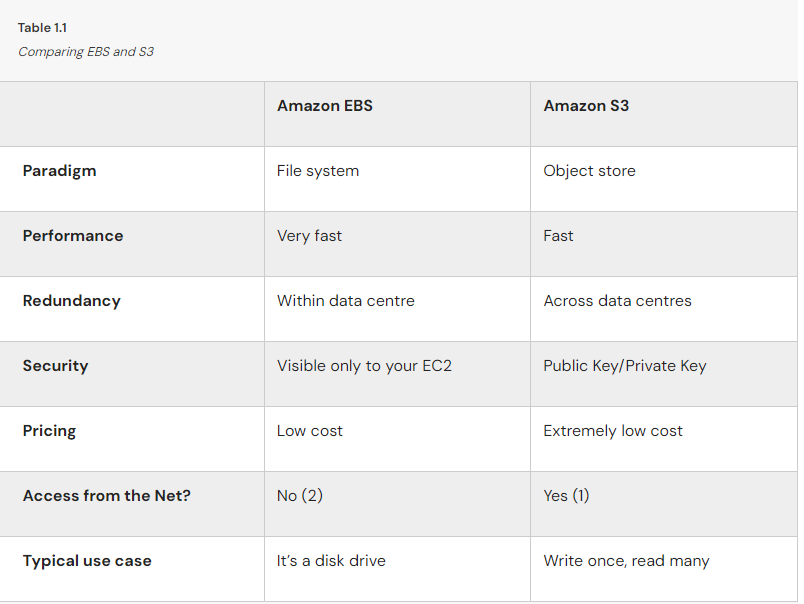 Table 1.1
Comparing EBS and S3
Amazon EBS Amazon S3
Paradigm File system Object store
Performance Very fast Fast
Redundancy Within data centre Across data centres
Security Visible only to your EC2 Public Key/Private Key
Pricing Low cost Extremely low cost
Access from the Net? No (2) Yes (1)
Typical use case It’s a disk drive Write once, read many